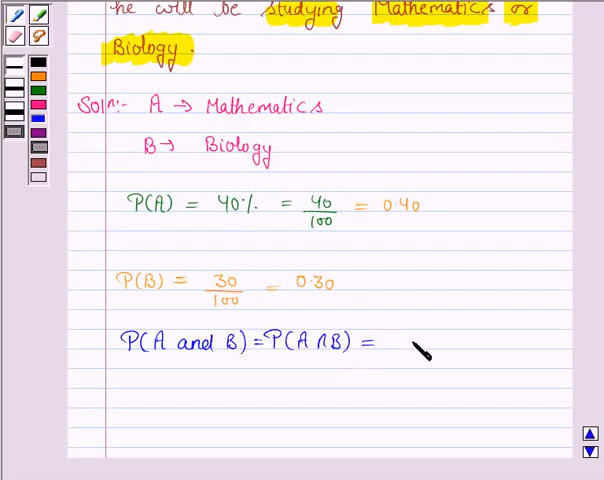 he will be studying Mathematics or
Biology.
Soln:- A → Mathematics
B → Biology
P(A) = 40% = 40/100 = 0.40
P(B) = 30/100 = 0.30
P(A and B) = P(A ∩ B) =